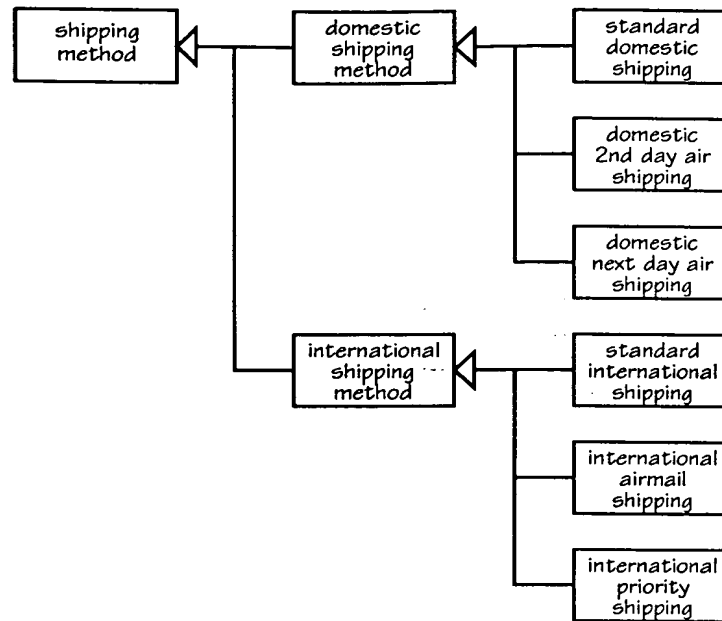 shipping
method
domestic
shipping
method
standard
domestic
shipping
domestic
2nd day air
shipping
domestic
next day air
shipping
international
shipping
method
standard
international
shipping
international
airmail
shipping
international
priority
shipping